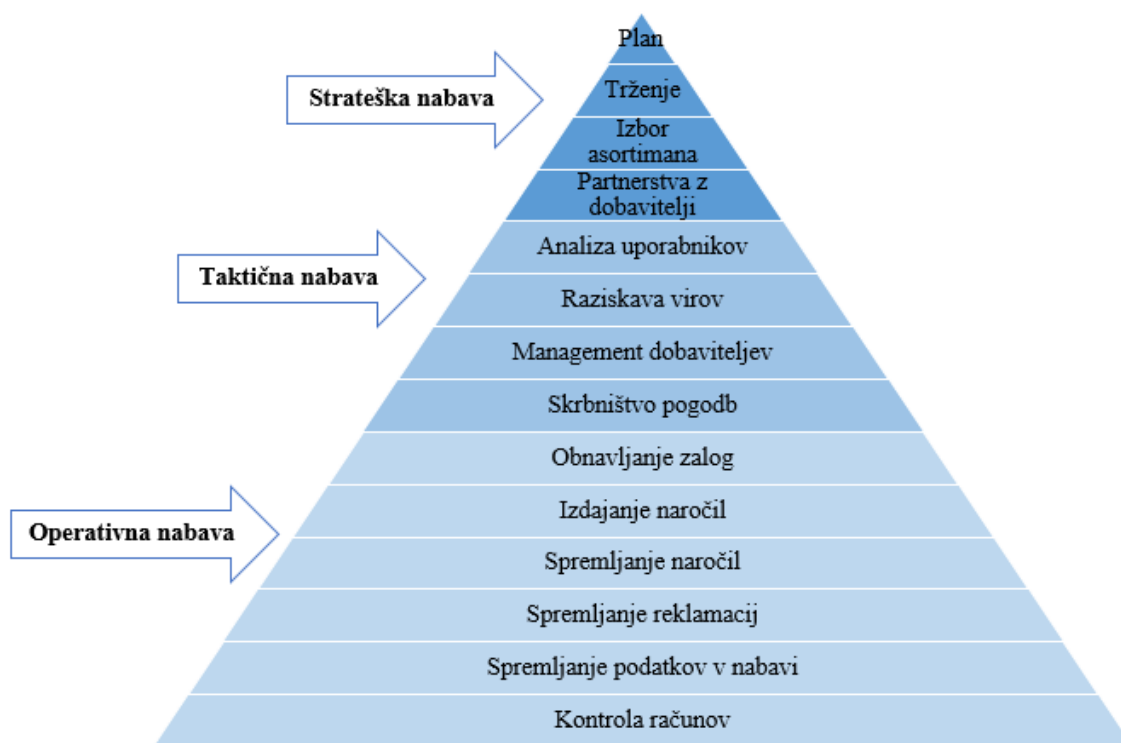 Plan
Strateška nabava
Trženje
Izbor
asortimana
Partnerstva z
dobavitelji
Analiza uporabnikov
Taktična nabava
Raziskava virov
Management dobaviteljev
Skrbništvo pogodb
Obnavljanje zalog
Izdajanje naročil
Operativna nabava
Spremljanje naročil
Spremljanje reklamacij
Spremljanje podatkov v nabavi
Kontrola računov